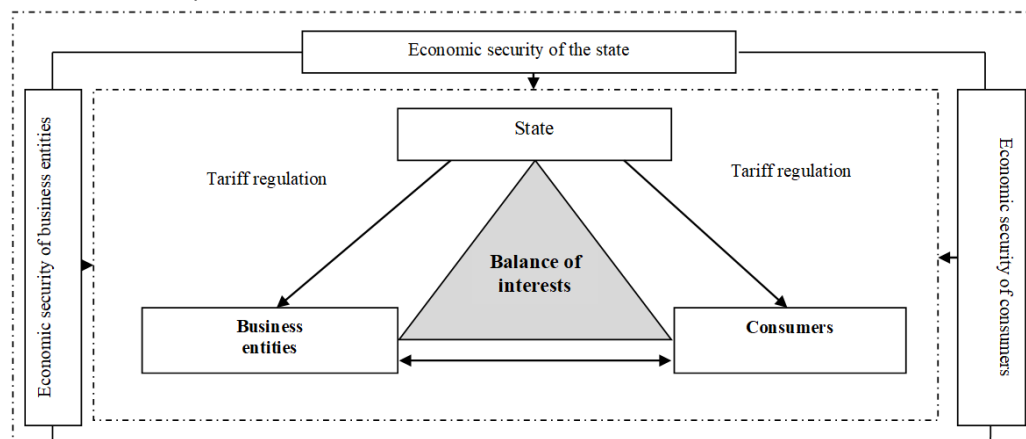 Economic security of the state
Economic security of business entities
State
Tariff regulation
Tariff regulation
Balance of
interests
Business
entities
Consumers
Economic security of consumers